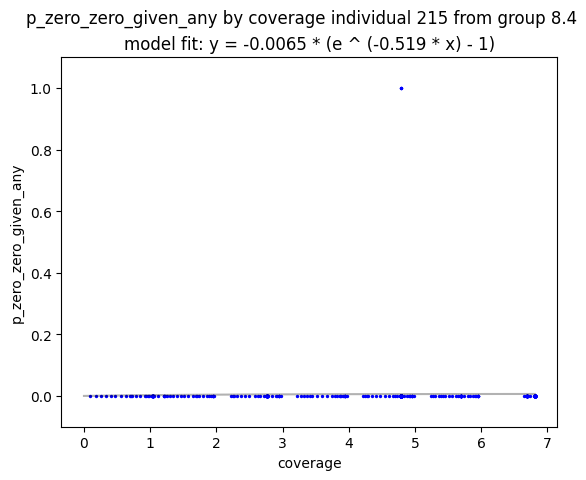 p_zero_zero_given_any by coverage individual 215 from group 8.4
model fit: y = -0.0065 * (e ^ (-0.519 * x) - 1)
1.0
0.8
0.6
0.4
0.2
0.0
p_zero_zero_given_any
0 1 2 3 4 5 6 7
coverage